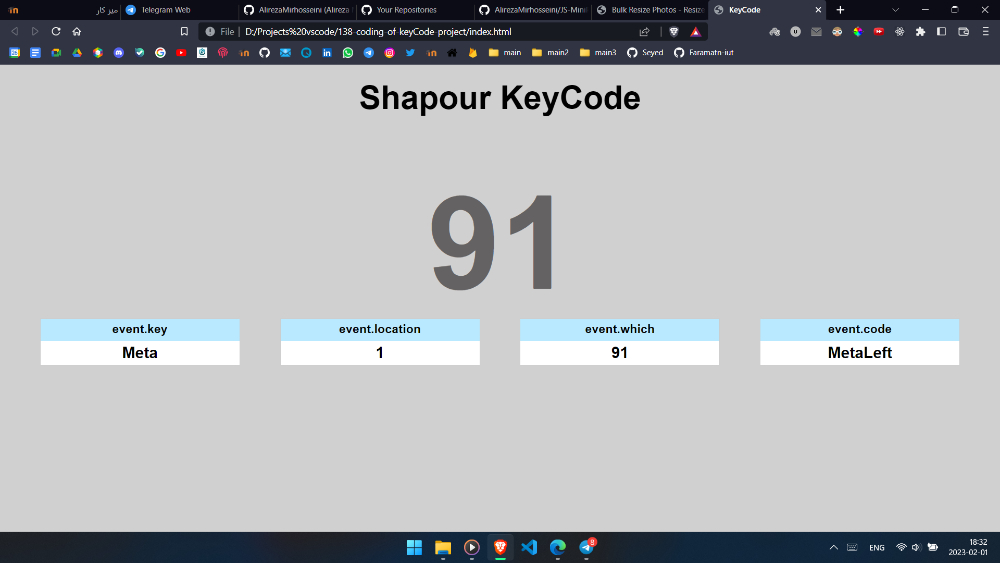 میز کار
Telegram Web
AlirezaMirhosseini (Alireza
Your Repositories
AlirezaMirhosseini/JS-Mini
Bulk Resize Photos - Resize
KeyCode
File
D:/Projects%20vscode/138-coding-of-keyCode-project/index.html
main
main2
main3
Seyed
Faramatn-iut
Shapour KeyCode
91
event.key
Meta
event.location
1
event.which
91
event.code
MetaLeft
8
ENG
18:32
2023-02-01